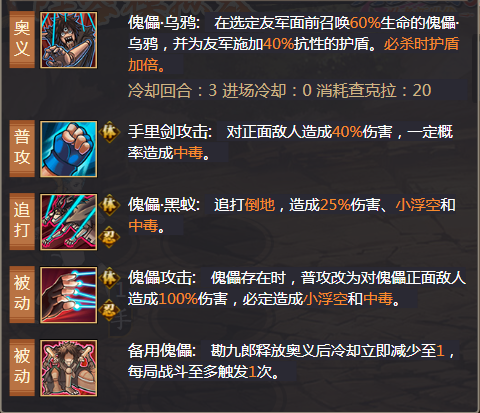 奥义
傀儡·乌鸦: 在选定友军面前召唤60%生命的傀儡·
乌鸦，并为友军施加40%抗性的护盾。必杀时护盾
加倍。
冷却回合：3 进场冷却：0 消耗查克拉：20
普攻
体
手里剑攻击: 对正面敌人造成40%伤害，一定概
率造成中毒。
追打
体
忍
傀儡·黑蚁: 追打倒地，造成25%伤害、小浮空和
中毒。
被动
体
忍
傀儡攻击: 傀儡存在时，普攻改为对傀儡正面敌人
造成100%伤害，必定造成小浮空和中毒。
被动
备用傀儡: 勘九郎释放奥义后冷却立即减少至1，
每局战斗至多触发1次。